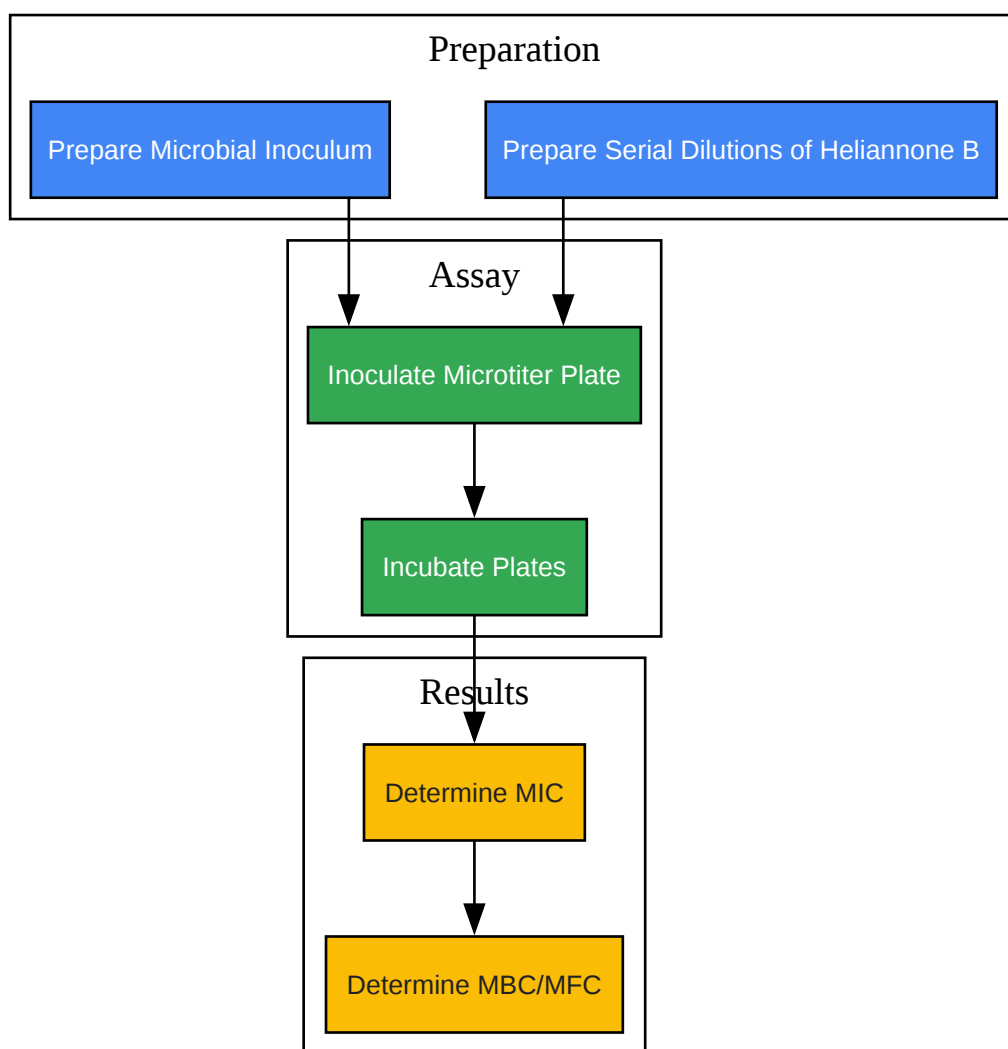 Preparation
Prepare Microbial Inoculum
Prepare Serial Dilutions of Heliannone B
Assay
Inoculate Microtiter Plate
Incubate Plates
Results
Determine MIC
Determine MBC/MFC